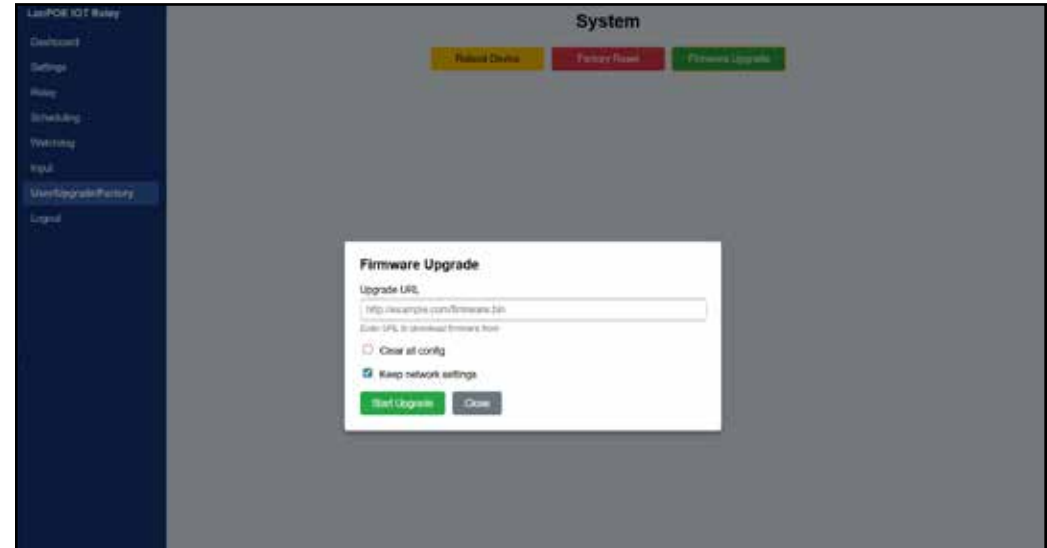 LanPOE IOT Relay
Dashboard
Settings
Relay
Scheduling
Watchdog
Input
User/Upgrade/Factory
Logout
System
Reboot Device
Factory Reset
Firmware Upgrade
Firmware Upgrade
Upgrade URL
http://example.com/firmware.bin
Enter URL to download firmware from
Clear all config
Keep network settings
Start Upgrade
Close